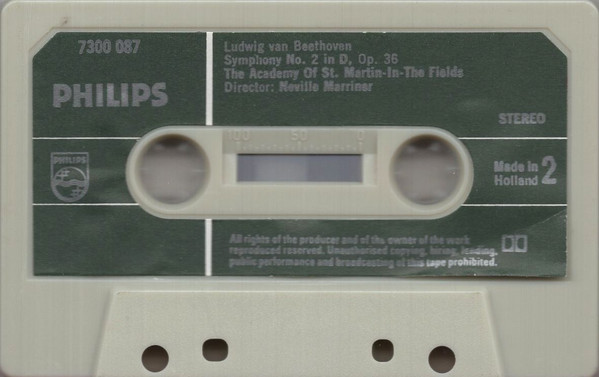 7300 087
PHILIPS
Ludwig van Beethoven
Symphony No. 2 in D, Op. 36
The Academy Of St. Martin-In-The Fields
Director: Neville Marriner
STEREO
100 50 0
PHILIPS
Made in
Holland
2
All rights of the producer and of the owner of the work
reproduced reserved. Unauthorised copying, hiring, lending,
public performance and broadcasting of this tape prohibited.